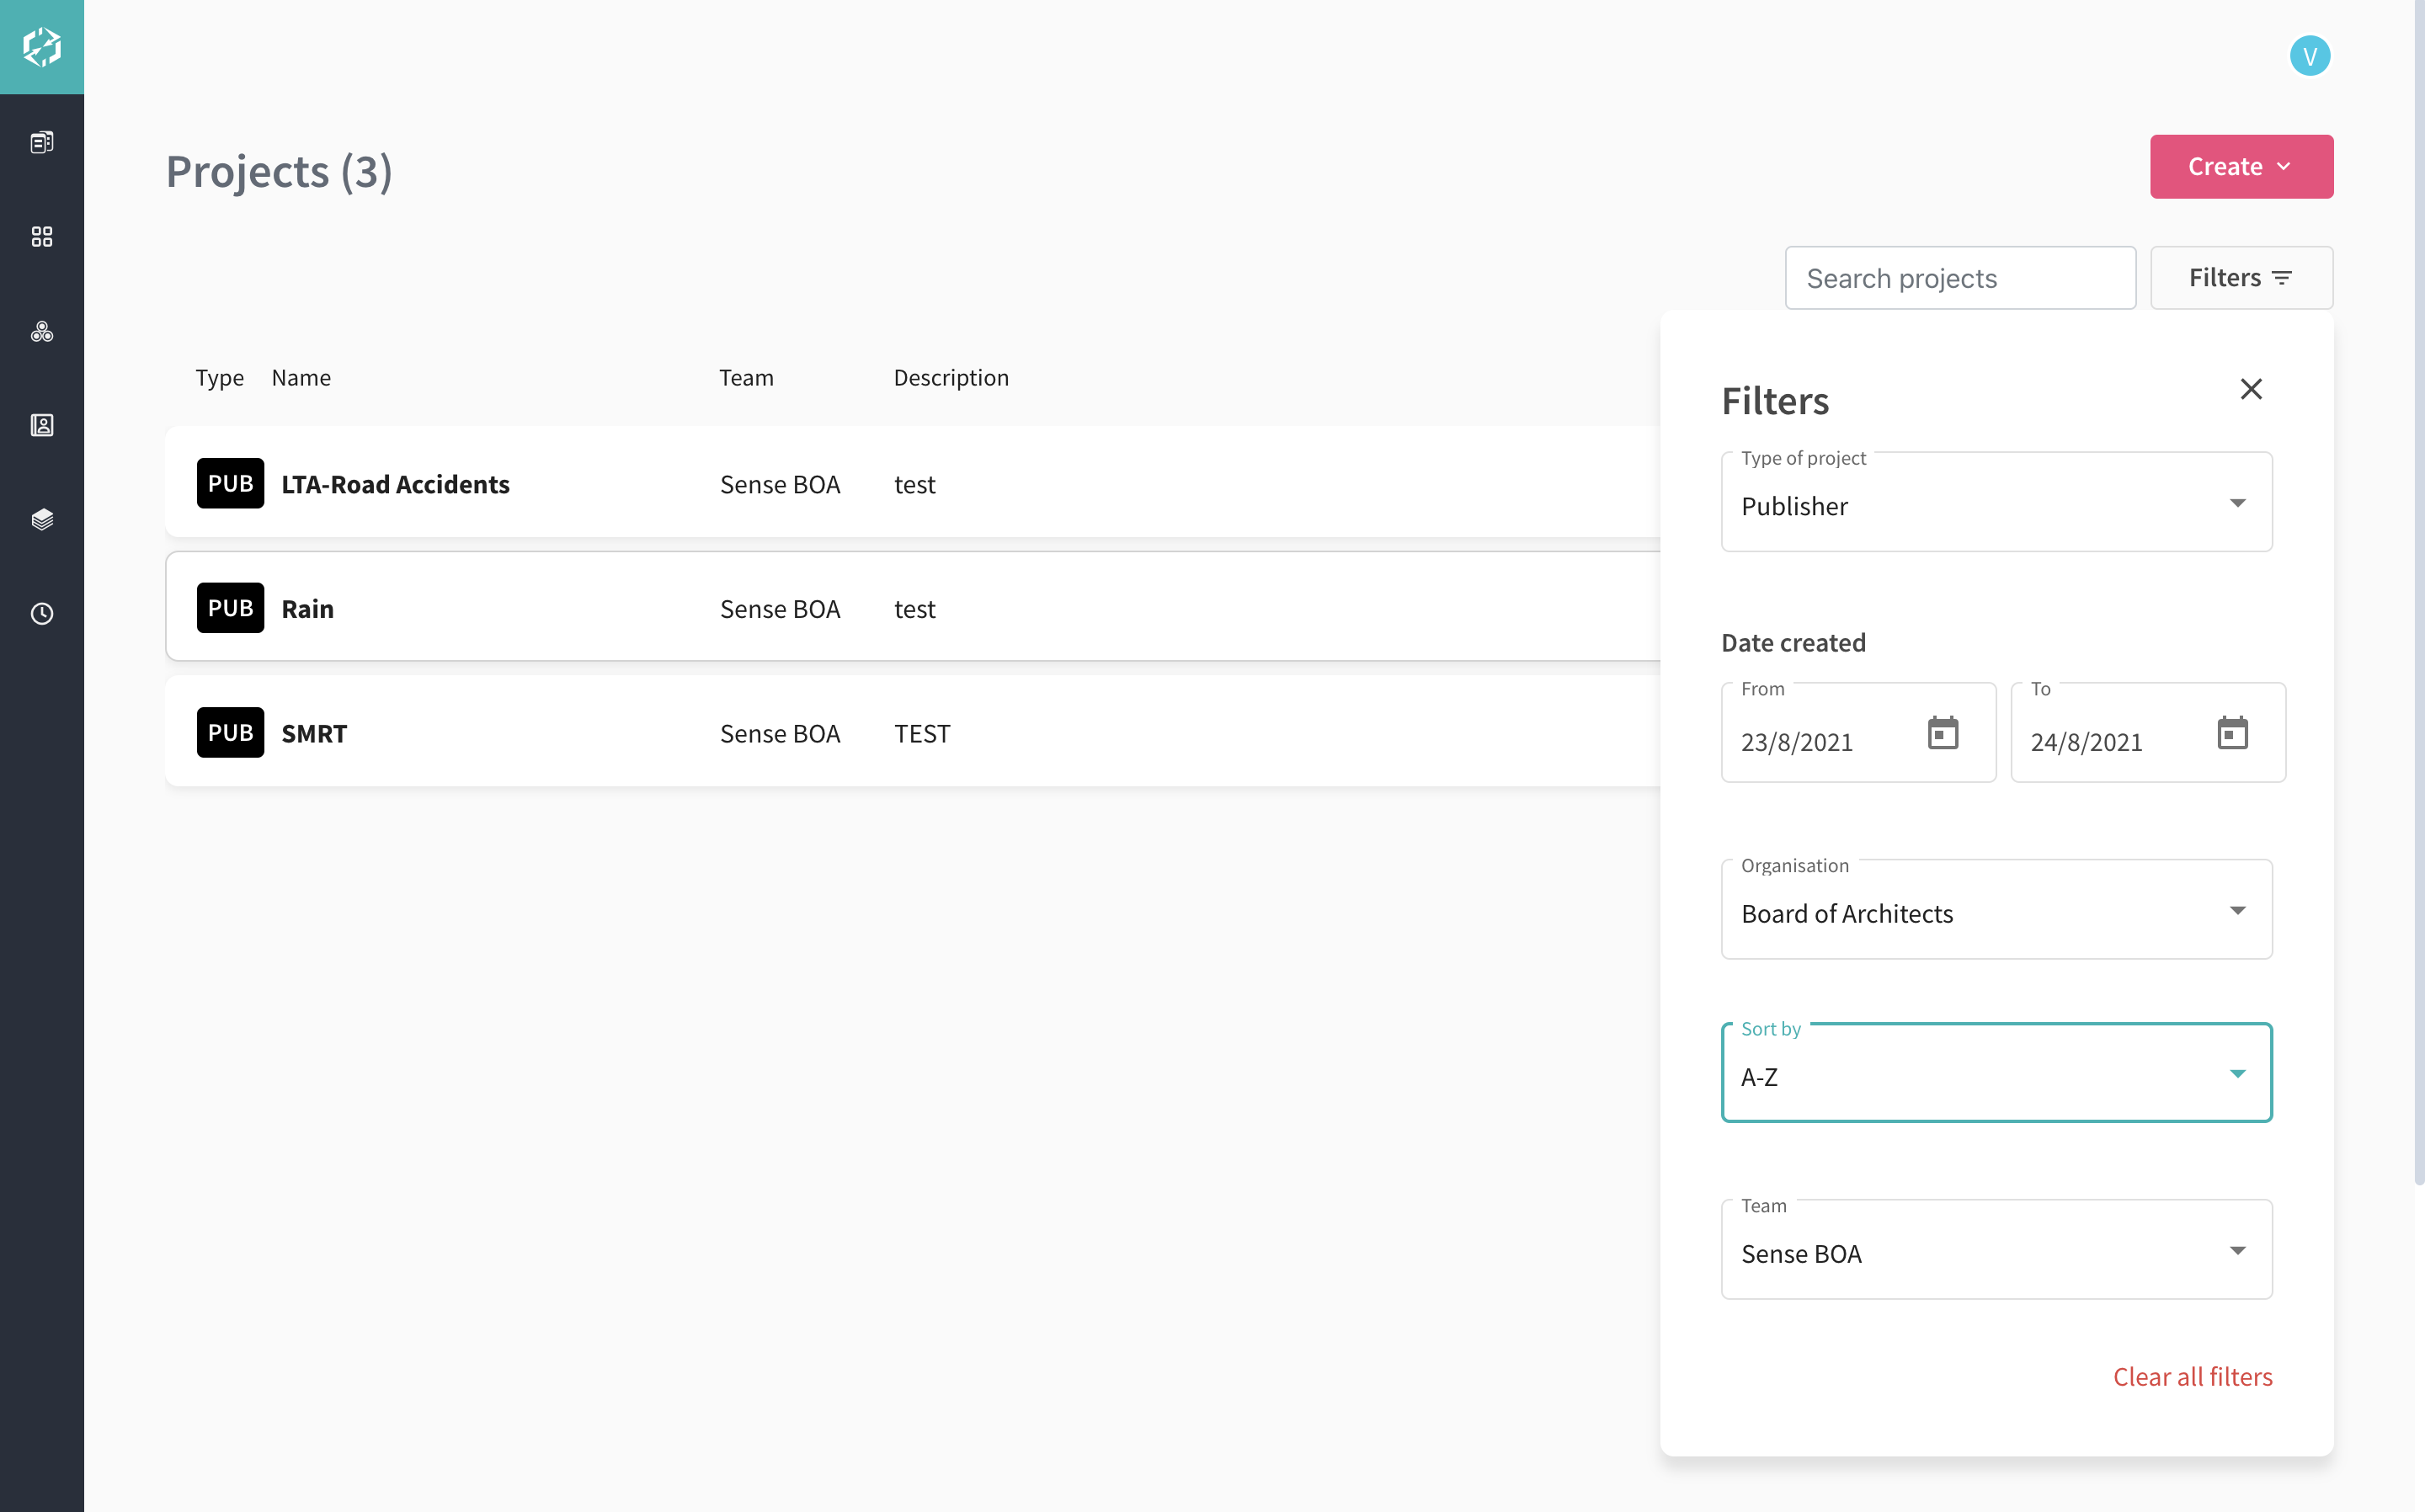 V
Projects (3)
Create
Search projects
Filters
Type Name Team Description
PUB LTA-Road Accidents Sense BOA test
PUB Rain Sense BOA test
PUB SMRT Sense BOA TEST
Filters
Type of project
Publisher
Date created
From
23/8/2021
To
24/8/2021
Organisation
Board of Architects
Sort by
A-Z
Team
Sense BOA
Clear all filters